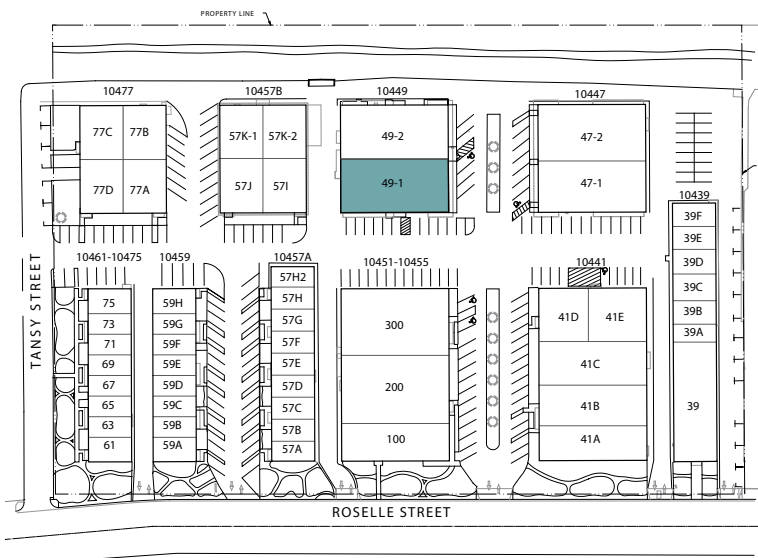 PROPERTY LINE
10477
10457B
10449
10447
77C
77B
77D
77A
57K-1
57K-2
57J
57I
49-2
49-1
47-2
47-1
10439
39F
39E
39D
39C
39B
39A
39
TANSY STREET
10461-10475
75
73
71
69
67
65
63
61
10459
59H
59G
59F
59E
59D
59C
59B
59A
10457A
57H2
57H
57G
57F
57E
57D
57C
57B
57A
10451-10455
300
200
100
10441
41D
41E
41C
41B
41A
ROSELLE STREET